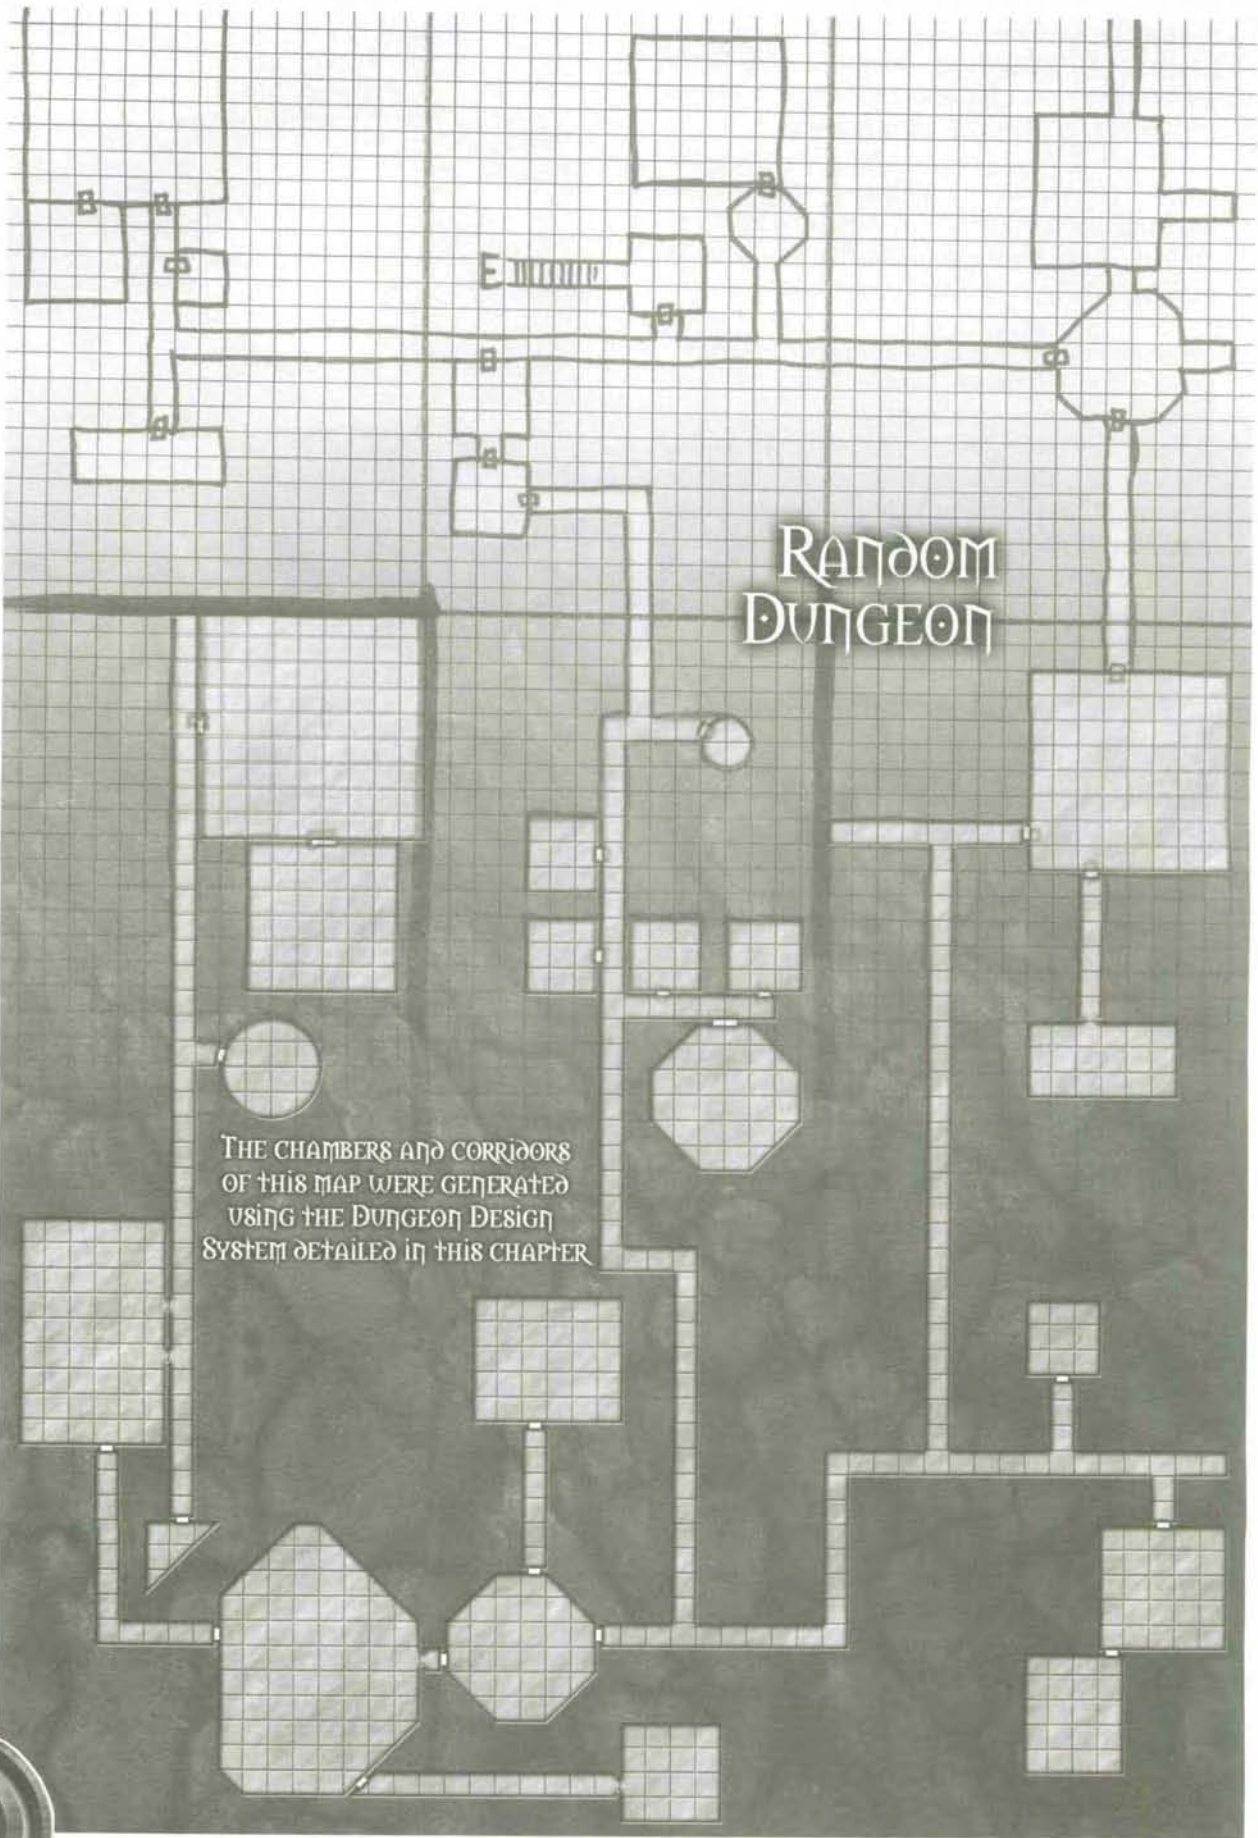 E
RANDOM
DUNGEON
THE CHAMBERS AND CORRIDORS
OF THIS MAP WERE GENERATED
USING THE DUNGEON DESIGN
SYSTEM DETAILED IN THIS CHAPTER